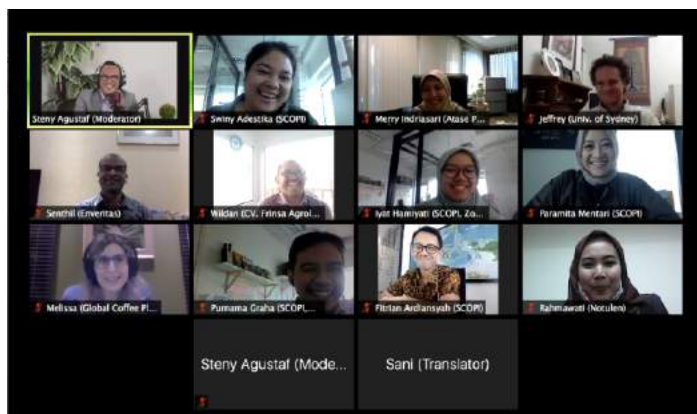 Steny Agustaf (Moderator)
Swiny Adestika (SCOPI)
Merry Indriasari (Atase P...
Jeffrey (Univ. of Sydney)
Senthil (Enveritas)
Wildan (CV. Frinsa Agrol...
Iyat Hamiyati (SCOPI, Zo...
Paramita Mentari (SCOPI)
Melissa (Global Coffee Pl...
Purnama Graha (SCOPI,...
Fitrian Ardiansyah (SCOPI)
Rahmawati (Notulen)
Steny Agustaf (Mode...
Sani (Translator)